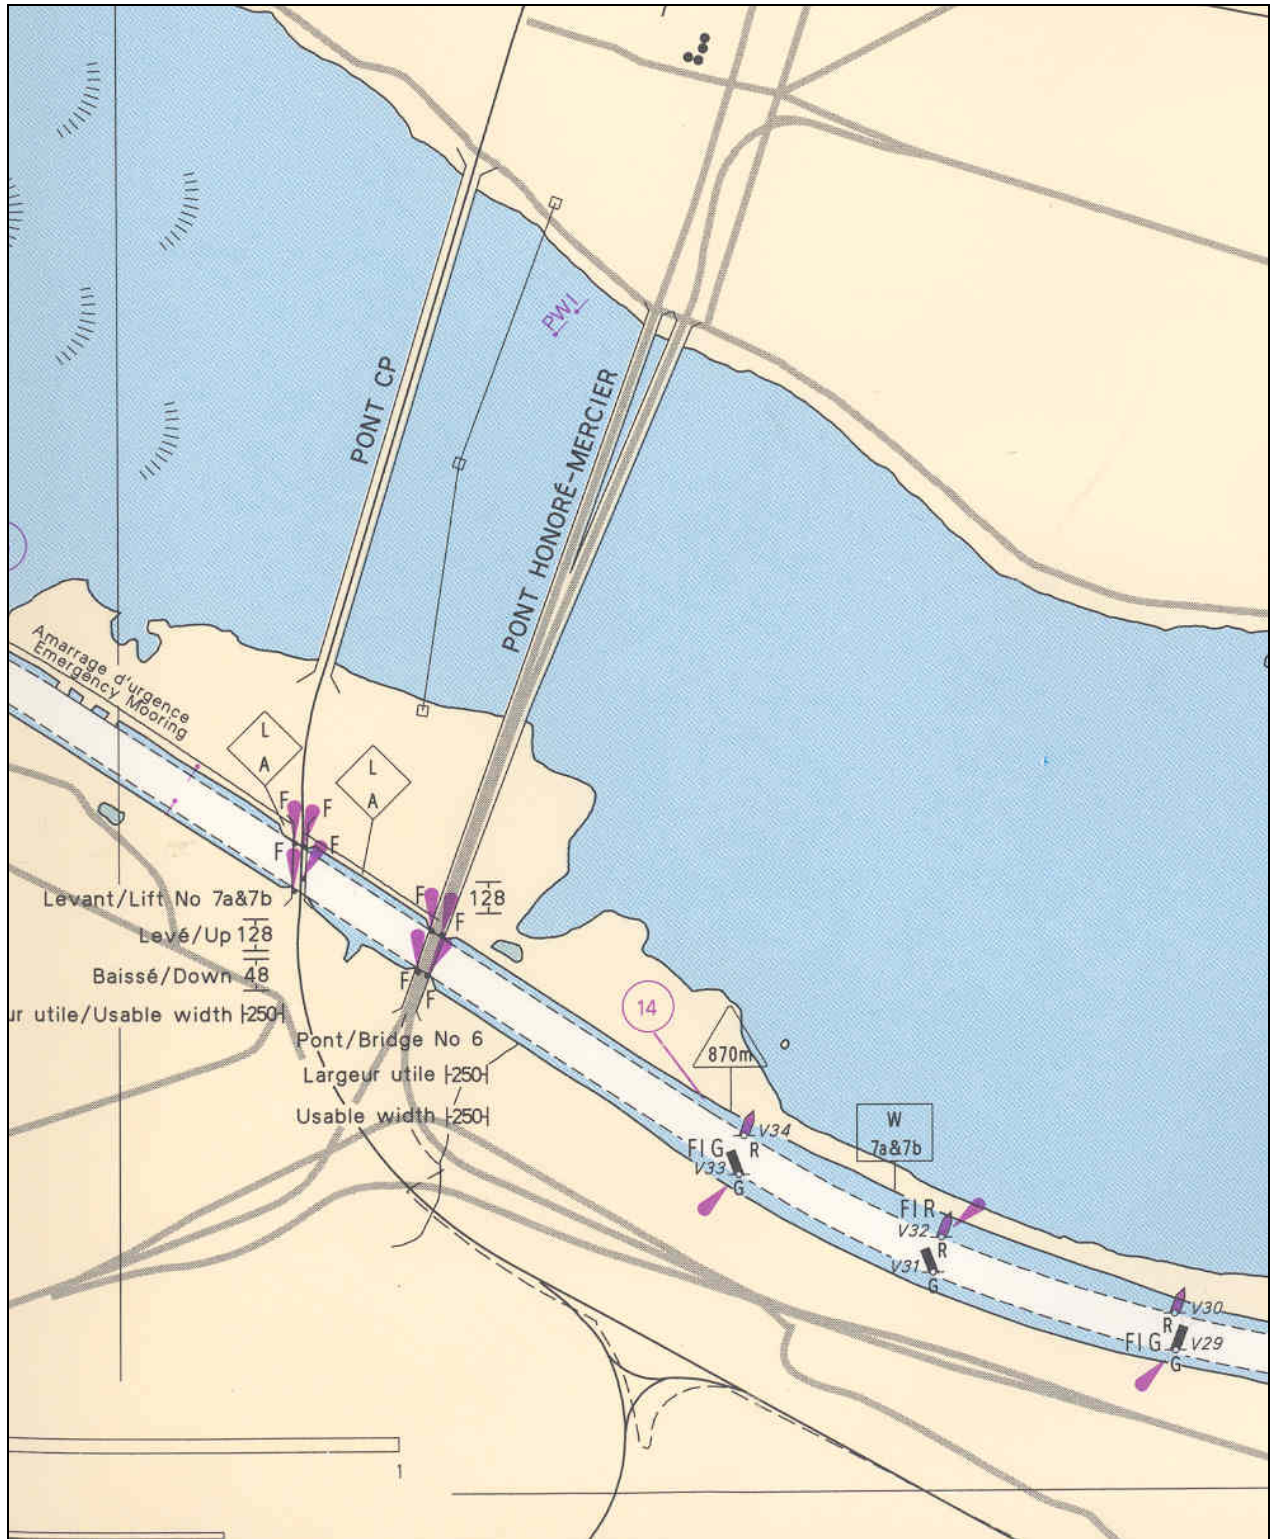 PWI
PONT CP
PONT HONORÉ-MERCIER
Amarrage d'urgence
Emergency Mooring
L
A
L
A
F
F
F
F
F
F
F
F
128
Levant/Lift No 7a&7b
Levé/Up 128
Baissé/Down 48
ur utile/Usable width 250
Pont/Bridge No 6
Largeur utile 250
Usable width 250
14
870m
V34
R
Fl G
V33
G
W
7a&7b
Fl R
V32
R
V31
G
V30
R
Fl G
V29
G
1